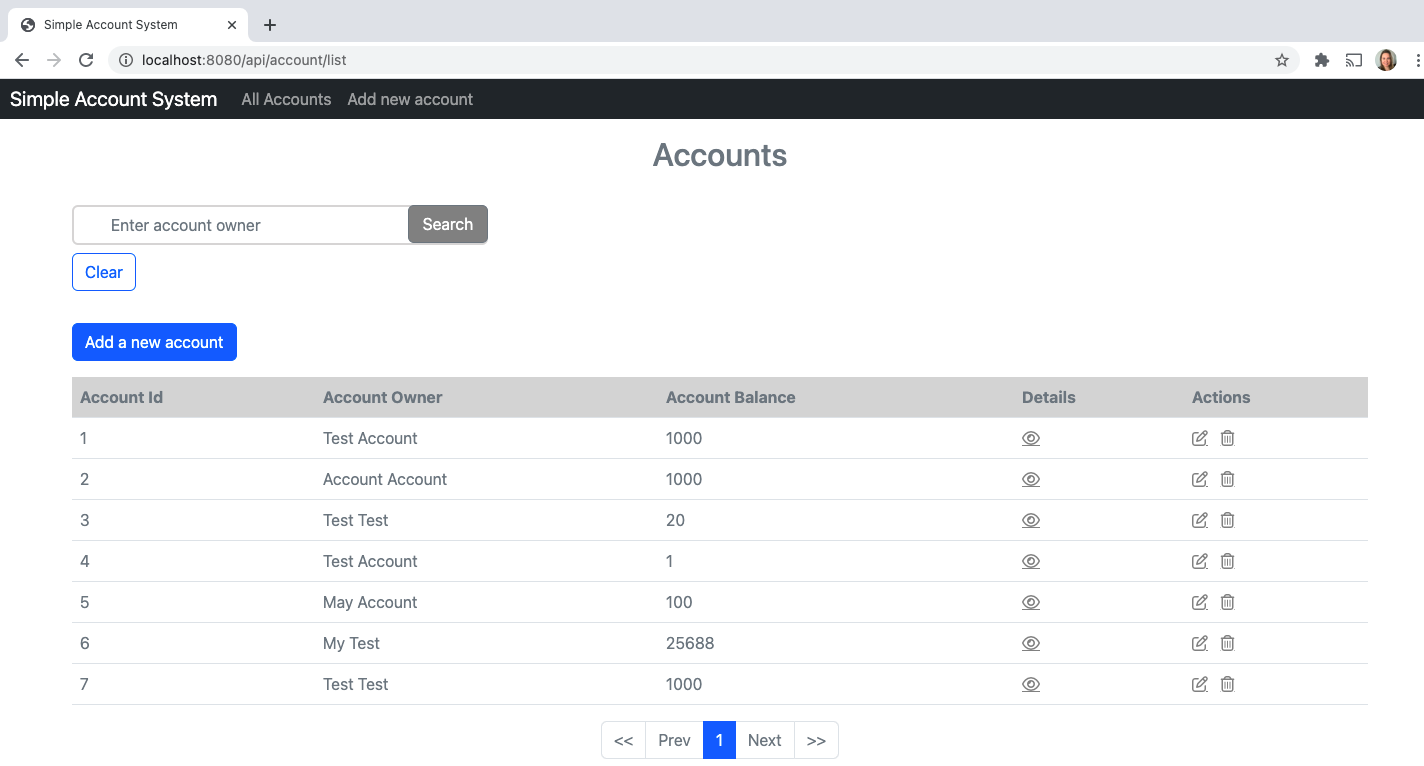 Simple Account System
localhost:8080/api/account/list
Simple Account System All Accounts Add new account
Accounts
Enter account owner Search
Clear
Add a new account
Account Id Account Owner Account Balance Details Actions
1 Test Account 1000
2 Account Account 1000
3 Test Test 20
4 Test Account 1
5 May Account 100
6 My Test 25688
7 Test Test 1000
<< Prev 1 Next >>